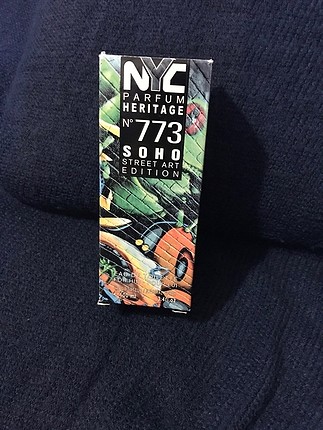 NYC
PARFUM
HERITAGE
N° 773
SOHO
STREET ART
EDITION